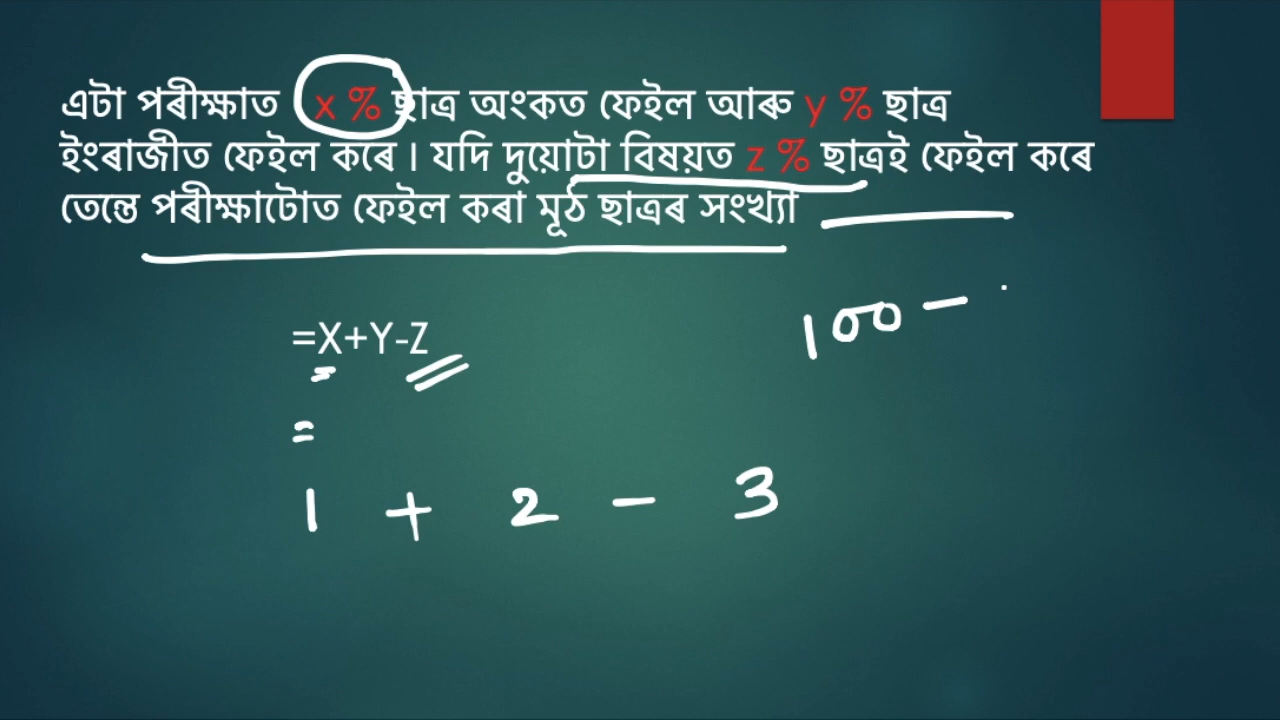 এটা পৰীক্ষাত x % ছাত্ৰ অংকত ফেইল আৰু y % ছাত্ৰ
ইংৰাজীত ফেইল কৰে । যদি দুয়োটা বিষয়ত z % ছাত্ৰই ফেইল কৰে
তেন্তে পৰীক্ষাটোত ফেইল কৰা মূঠ ছাত্ৰৰ সংখ্যা
100 -
=X+Y-Z
=
1 + 2 - 3